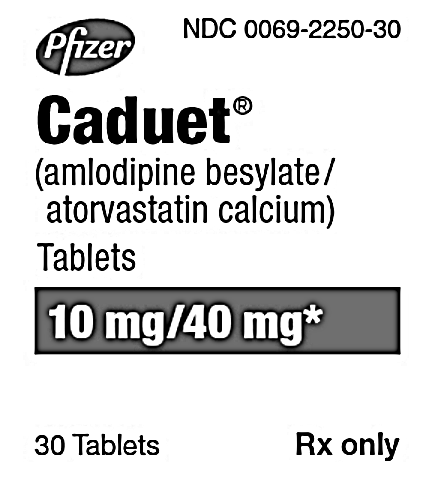 Pfizer
NDC 0069-2250-30
Caduet®
(amlodipine besylate/
atorvastatin calcium)
Tablets
10 mg/40 mg*
30 Tablets
Rx only